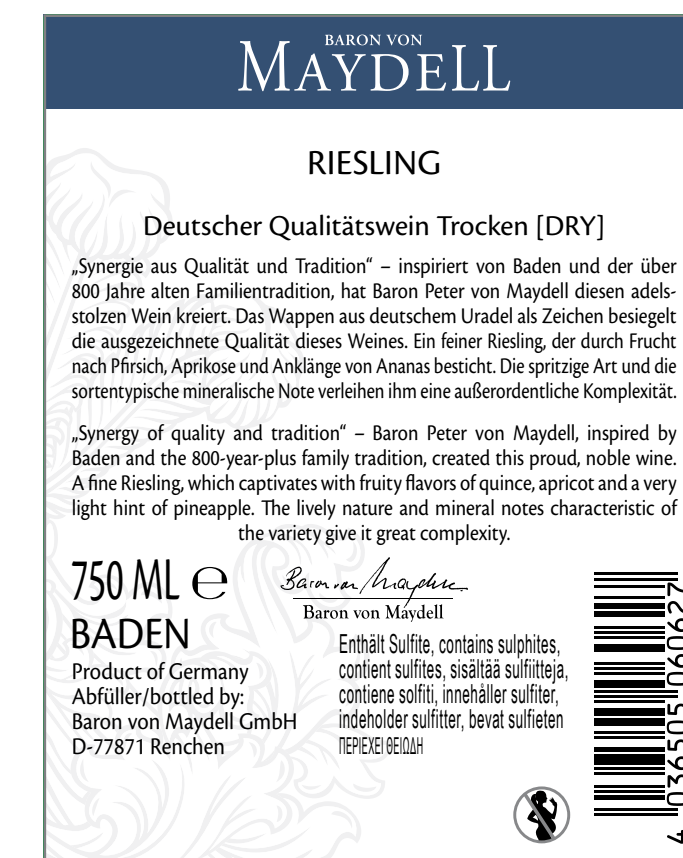 BARON VON
MAYDELL
RIESLING
Deutscher Qualitätswein Trocken [DRY]
„Synergie aus Qualität und Tradition“ – inspiriert von Baden und der über
800 Jahre alten Familientradition, hat Baron Peter von Maydell diesen adels-
stolzen Wein kreiert. Das Wappen aus deutschem Uradel als Zeichen besiegelt
die ausgezeichnete Qualität dieses Weines. Ein feiner Riesling, der durch Frucht
nach Pfirsich, Aprikose und Anklänge von Ananas besticht. Die spritzige Art und die
sortentypische mineralische Note verleihen ihm eine außerordentliche Komplexität.
„Synergy of quality and tradition“ – Baron Peter von Maydell, inspired by
Baden and the 800-year-plus family tradition, created this proud, noble wine.
A fine Riesling, which captivates with fruity flavors of quince, apricot and a very
light hint of pineapple. The lively nature and mineral notes characteristic of
the variety give it great complexity.
750 ML ℮
BADEN
Product of Germany
Abfüller/bottled by:
Baron von Maydell GmbH
D-77871 Renchen
Baron von Maydell
Baron von Maydell
Enthält Sulfite, contains sulphites,
contient sulfites, sisältää sulfiitteja,
contiene solfiti, innehåller sulfiter,
indeholder sulfitter, bevat sulfieten
ΠΕΡΙΕΧΕΙ ΘΕΙΩΔΗ
4 036505 060627